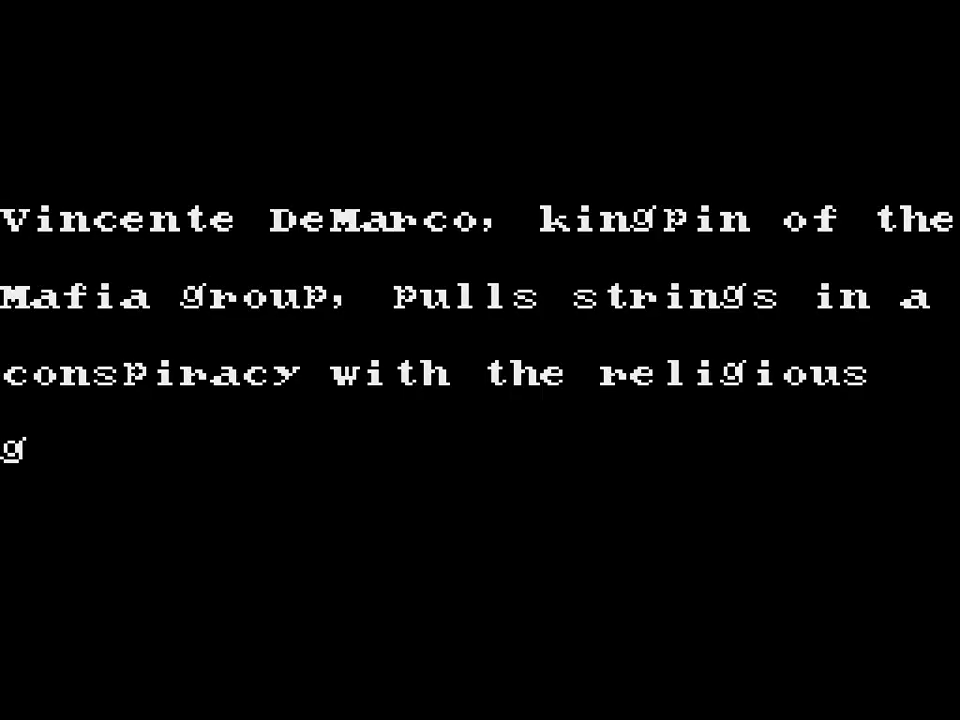 Vincente DeMarco, kingpin of the
Mafia group, pulls strings in a
conspiracy with the religious
g